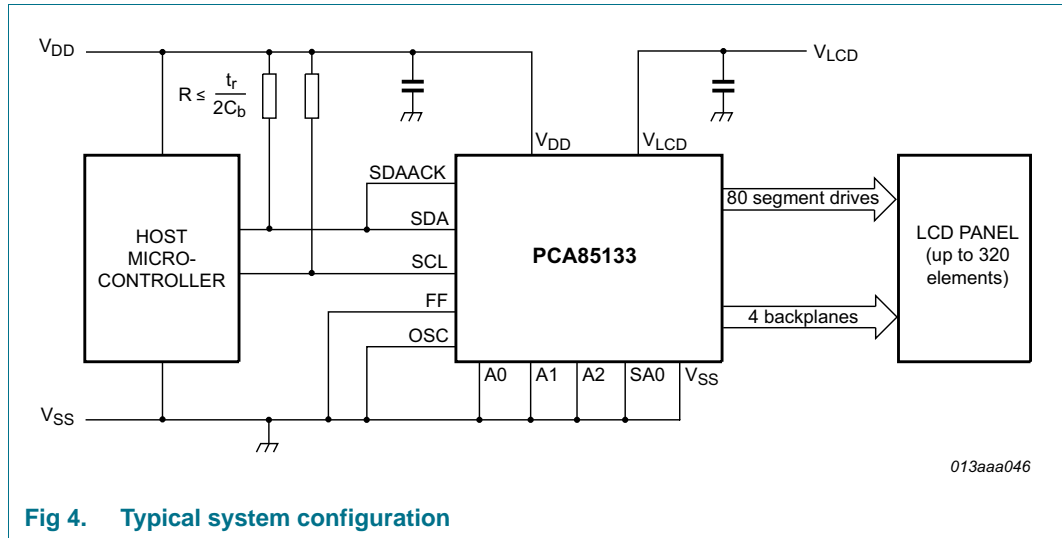 VDD
VLCD
R ≤ tr
2Cb
VDD
VLCD
SDAACK
SDA
SCL
FF
OSC
HOST
MICRO-
CONTROLLER
PCA85133
80 segment drives
4 backplanes
LCD PANEL
(up to 320
elements)
A0 A1 A2 SA0 VSS
VSS
013aaa046
Fig 4. Typical system configuration